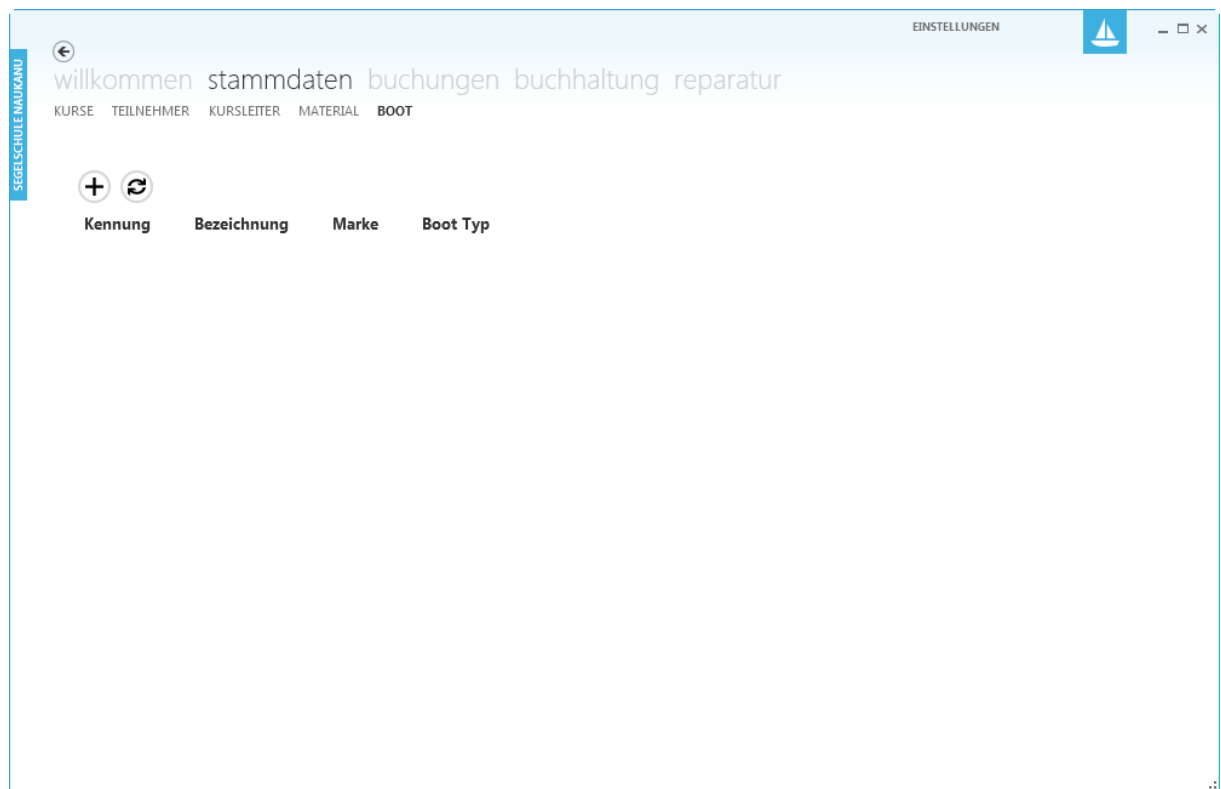 EINSTELLUNGEN
SEGELSCHULE NAUKANU
willkommen stammdaten buchungen buchhaltung reparatur
KURSE TEILNEHMER KURSLEITER MATERIAL BOOT
Kennung Bezeichnung Marke Boot Typ